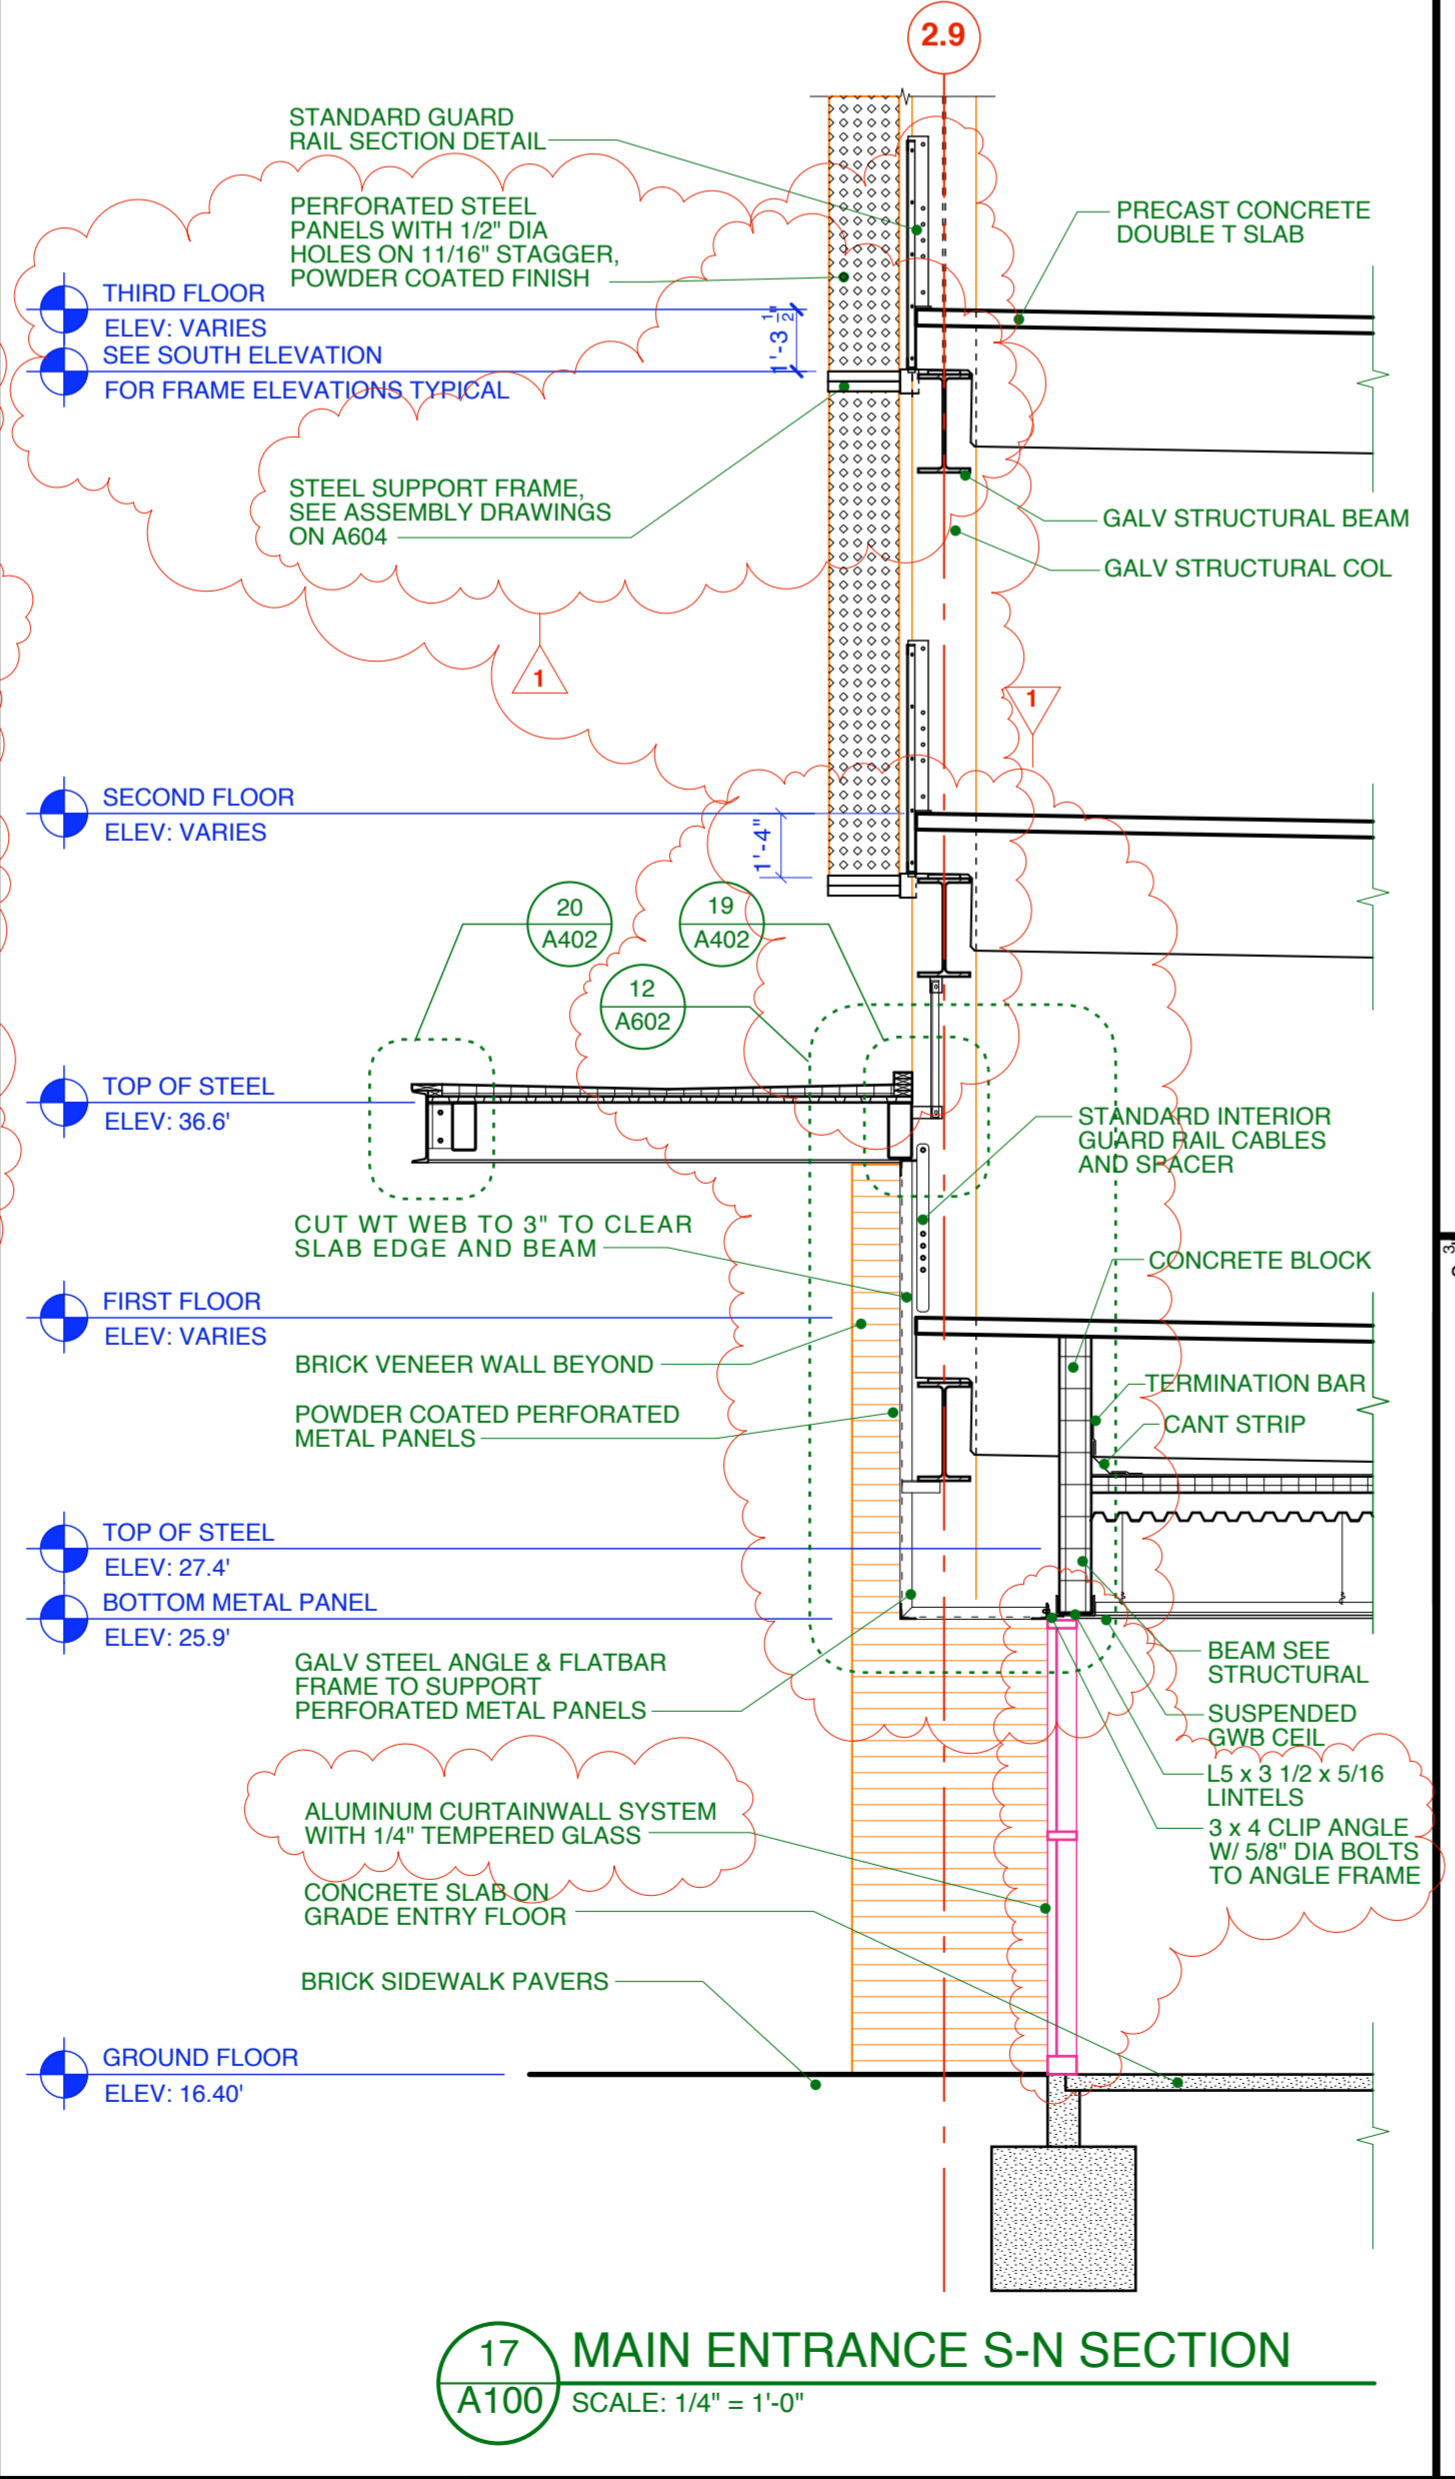 2.9
STANDARD GUARD
RAIL SECTION DETAIL
PERFORATED STEEL
PANELS WITH 1/2" DIA
HOLES ON 11/16" STAGGER,
POWDER COATED FINISH
PRECAST CONCRETE
DOUBLE T SLAB
THIRD FLOOR
ELEV: VARIES
1'-3 1/2"
SEE SOUTH ELEVATION
FOR FRAME ELEVATIONS TYPICAL
STEEL SUPPORT FRAME,
SEE ASSEMBLY DRAWINGS
ON A604
GALV STRUCTURAL BEAM
GALV STRUCTURAL COL
1
1
SECOND FLOOR
ELEV: VARIES
1'-4"
20
A402
19
A402
12
A602
TOP OF STEEL
ELEV: 36.6'
STANDARD INTERIOR
GUARD RAIL CABLES
AND SPACER
CUT WT WEB TO 3" TO CLEAR
SLAB EDGE AND BEAM
CONCRETE BLOCK
FIRST FLOOR
ELEV: VARIES
BRICK VENEER WALL BEYOND
TERMINATION BAR
POWDER COATED PERFORATED
METAL PANELS
CANT STRIP
TOP OF STEEL
ELEV: 27.4'
BOTTOM METAL PANEL
ELEV: 25.9'
GALV STEEL ANGLE & FLATBAR
FRAME TO SUPPORT
PERFORATED METAL PANELS
BEAM SEE
STRUCTURAL
SUSPENDED
GWB CEIL
L5 x 3 1/2 x 5/16
LINTELS
3 x 4 CLIP ANGLE
W/ 5/8" DIA BOLTS
TO ANGLE FRAME
ALUMINUM CURTAINWALL SYSTEM
WITH 1/4" TEMPERED GLASS
CONCRETE SLAB ON
GRADE ENTRY FLOOR
BRICK SIDEWALK PAVERS
GROUND FLOOR
ELEV: 16.40'
17
A100
MAIN ENTRANCE S-N SECTION
SCALE: 1/4" = 1'-0"